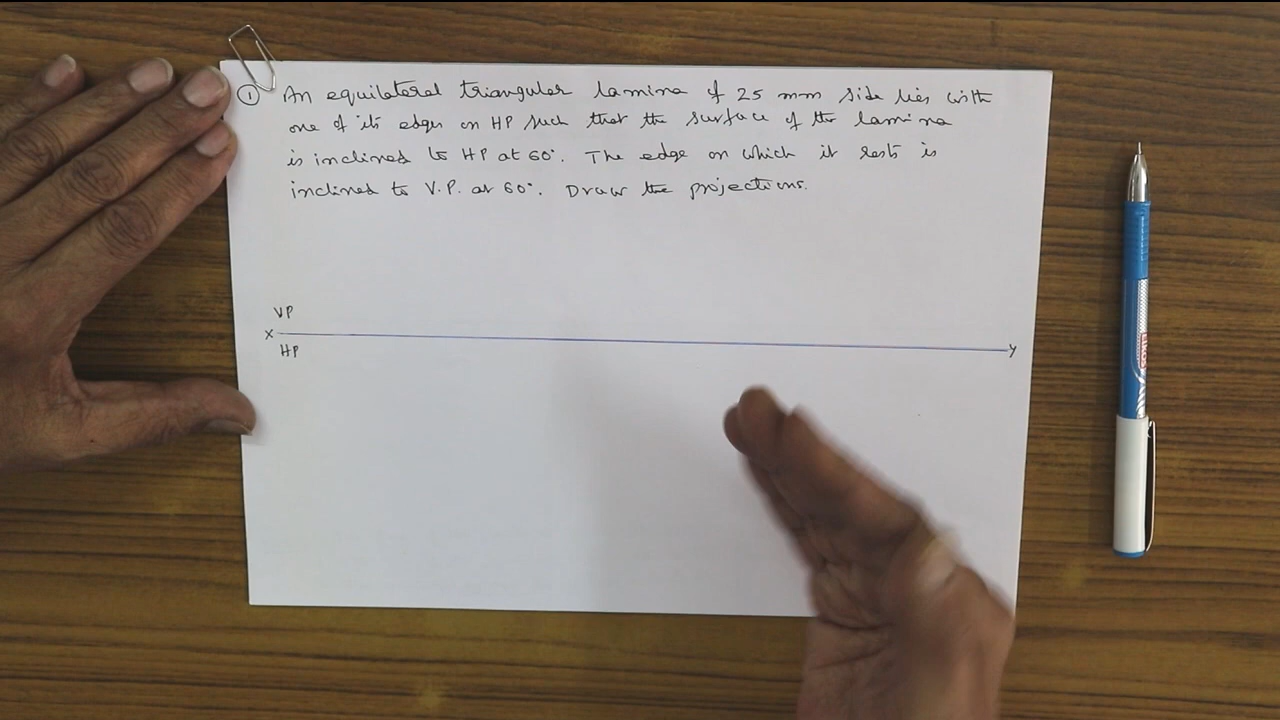 ① An equilateral triangular lamina of 25 mm side lies with
one of its edges on HP such that the surface of the lamina
is inclined to HP at 60°. The edge on which it rests is
inclined to V.P. at 60°. Draw the projections.
VP
X
HP
Y